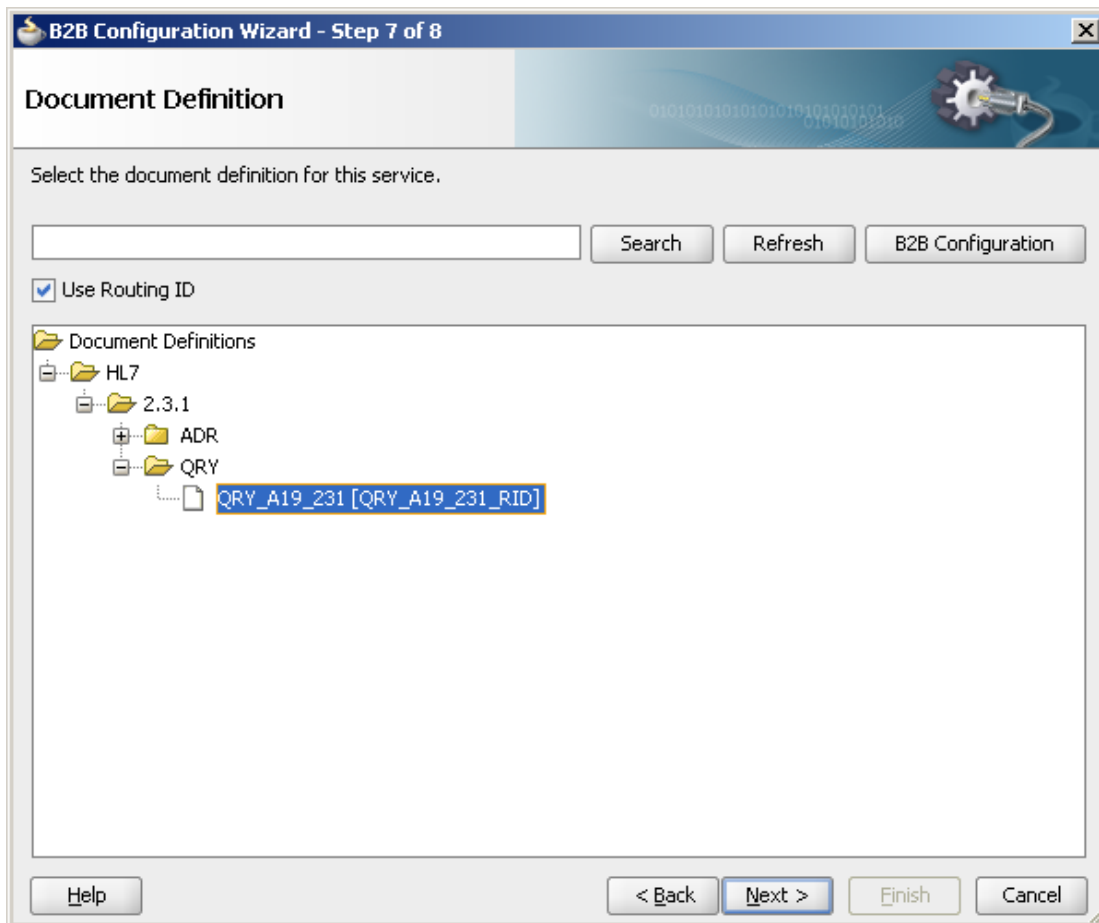 B2B Configuration Wizard - Step 7 of 8
Document Definition
Select the document definition for this service.
Search Refresh B2B Configuration
Use Routing ID
Document Definitions
HL7
2.3.1
ADR
QRY
QRY_A19_231 [QRY_A19_231_RID]
Help < Back Next > Finish Cancel